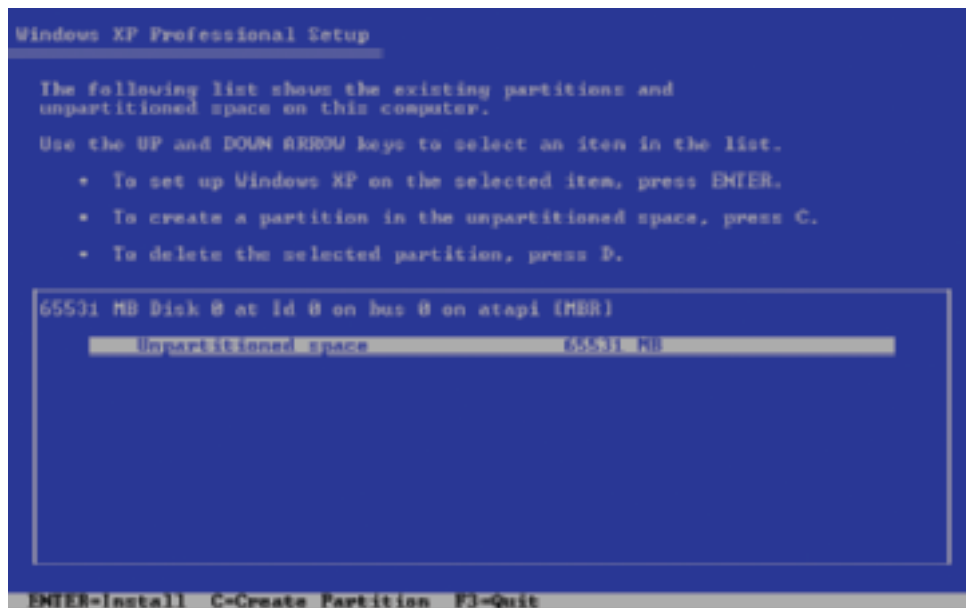 Windows XP Professional Setup
The following list shows the existing partitions and
unpartitioned space on this computer.
Use the UP and DOWN ARROW keys to select an item in the list.
• To set up Windows XP on the selected item, press ENTER.
• To create a partition in the unpartitioned space, press C.
• To delete the selected partition, press D.
65531 MB Disk 0 at Id 0 on bus 0 on atapi [MBR]
Unpartitioned space 65531 MB
ENTER=Install C=Create Partition F3=Quit